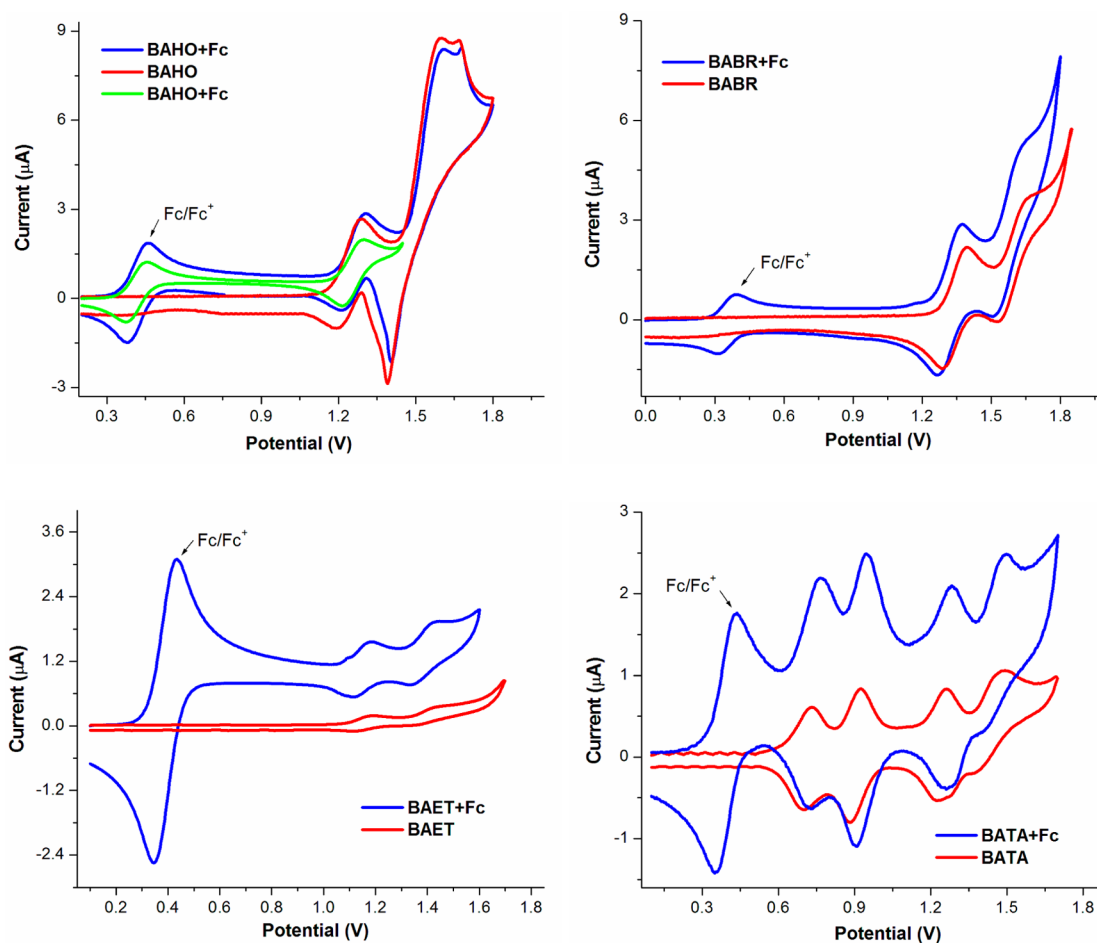 BAHO+Fc
BAHO
BAHO+Fc
Fc/Fc⁺
Current (μA)
9
6
3
0
-3
0.3 0.6 0.9 1.2 1.5 1.8
Potential (V)
BABR+Fc
BABR
Fc/Fc⁺
Current (μA)
9
6
3
0
-3
0.0 0.3 0.6 0.9 1.2 1.5 1.8
Potential (V)
Fc/Fc⁺
BAET+Fc
BAET
Current (μA)
3.6
2.4
1.2
0.0
-1.2
-2.4
0.2 0.4 0.6 0.8 1.0 1.2 1.4 1.6 1.8
Potential (V)
Fc/Fc⁺
BATA+Fc
BATA
Current (μA)
3
2
1
0
-1
0.3 0.6 0.9 1.2 1.5 1.8
Potential (V)